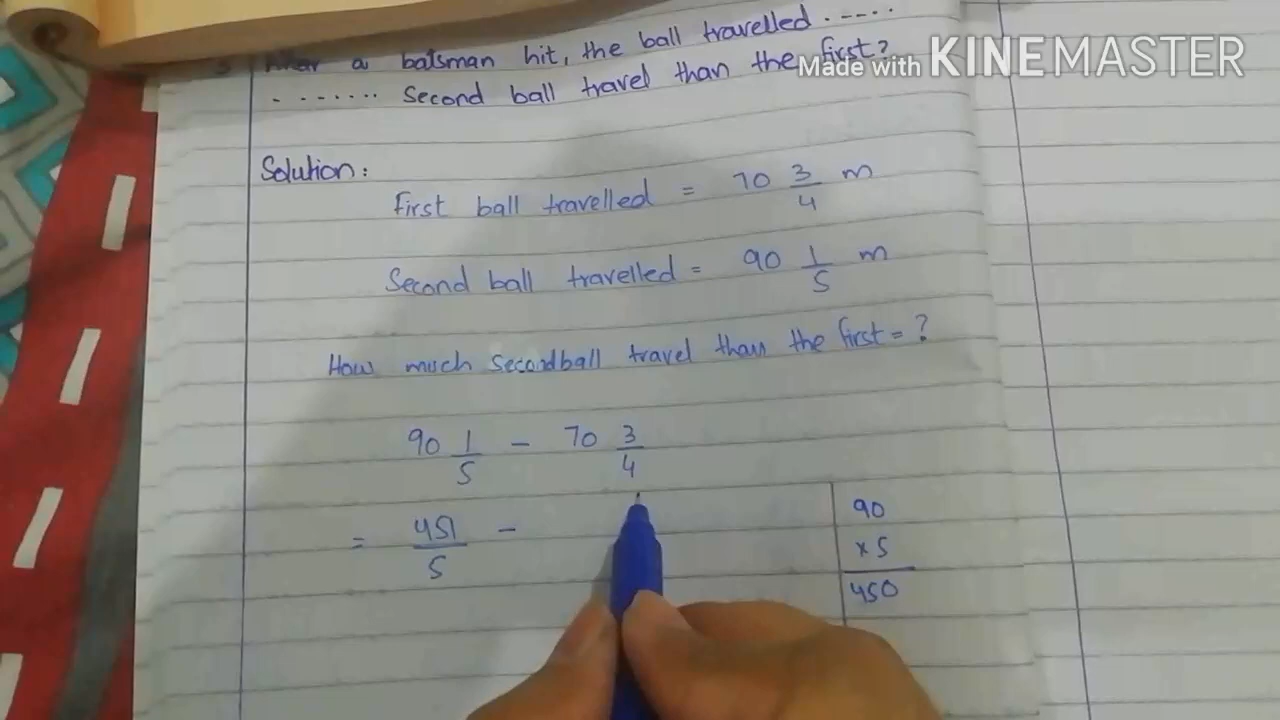 a batsman hit, the ball travelled .-----.
. ------.. Second ball travel than the first?
Made with KINEMASTER
Solution:
First ball travelled = 70 3/4 m
Second ball travelled = 90 1/5 m
How much second ball travel than the first = ?
90 1/5 - 70 3/4
= 451/5 -
90
x 5
450